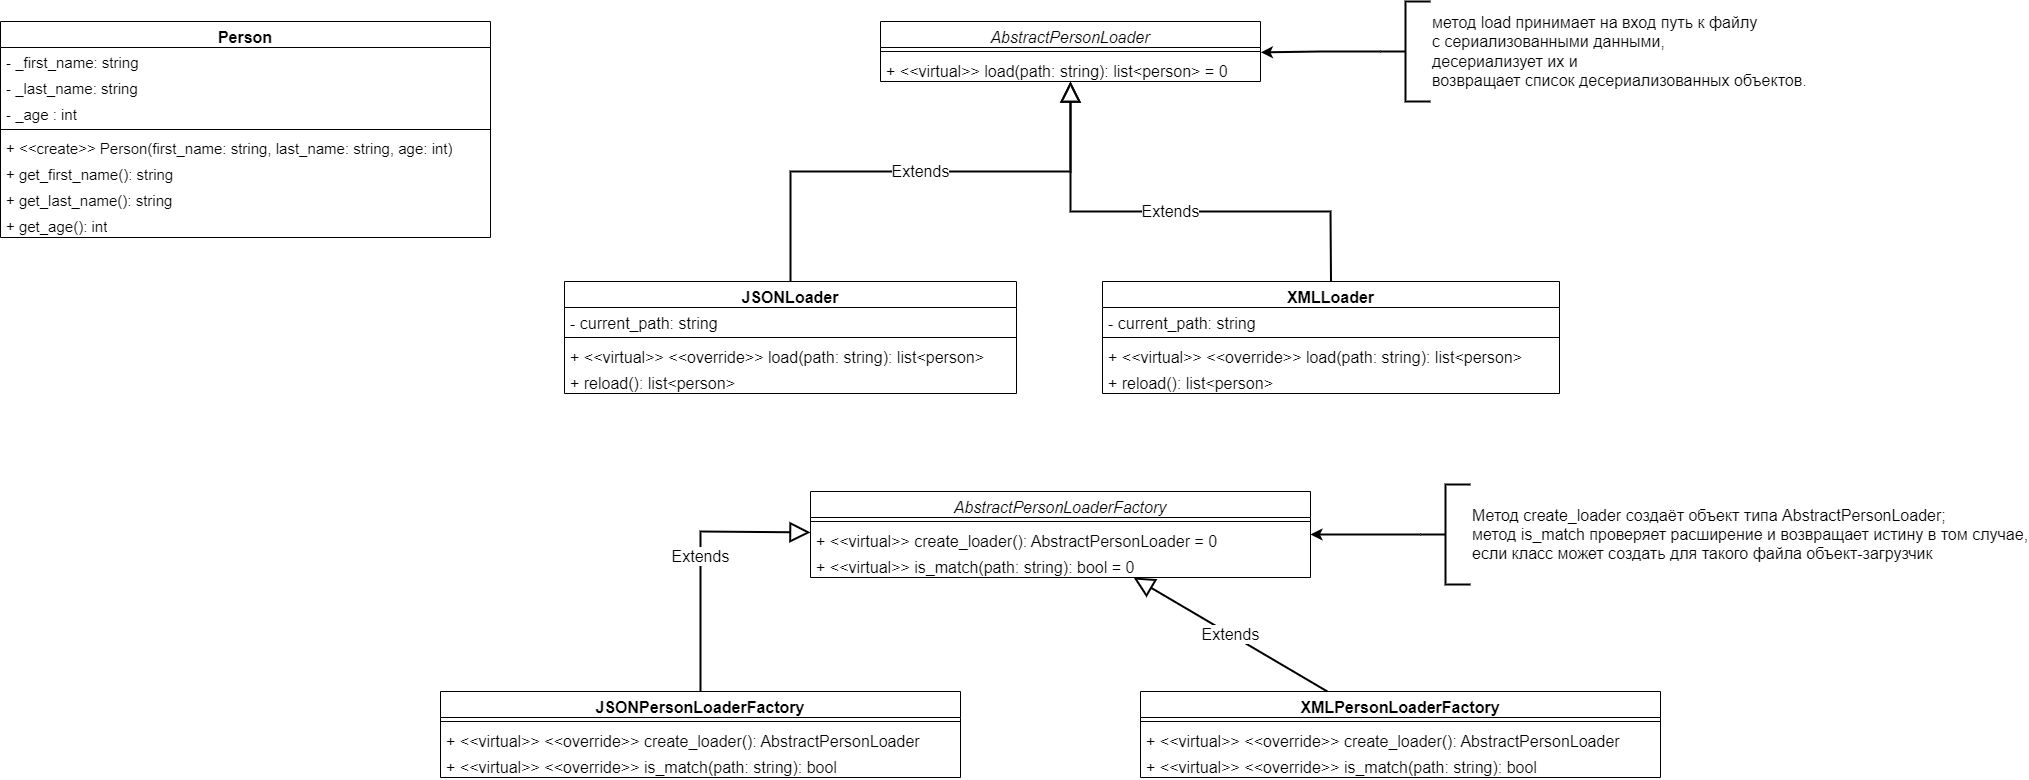 Person
- _first_name: string
- _last_name: string
- _age : int
+ <<create>> Person(first_name: string, last_name: string, age: int)
+ get_first_name(): string
+ get_last_name(): string
+ get_age(): int
AbstractPersonLoader
+ <<virtual>> load(path: string): list<person> = 0
метод load принимает на вход путь к файлу
с сериализованными данными,
десериализует их и
возвращает список десериализованных объектов.
Extends
Extends
JSONLoader
- current_path: string
+ <<virtual>> <<override>> load(path: string): list<person>
+ reload(): list<person>
XMLLoader
- current_path: string
+ <<virtual>> <<override>> load(path: string): list<person>
+ reload(): list<person>
AbstractPersonLoaderFactory
+ <<virtual>> create_loader(): AbstractPersonLoader = 0
+ <<virtual>> is_match(path: string): bool = 0
Метод create_loader создаёт объект типа AbstractPersonLoader;
метод is_match проверяет расширение и возвращает истину в том случае,
если класс может создать для такого файла объект-загрузчик
Extends
Extends
JSONPersonLoaderFactory
+ <<virtual>> <<override>> create_loader(): AbstractPersonLoader
+ <<virtual>> <<override>> is_match(path: string): bool
XMLPersonLoaderFactory
+ <<virtual>> <<override>> create_loader(): AbstractPersonLoader
+ <<virtual>> <<override>> is_match(path: string): bool